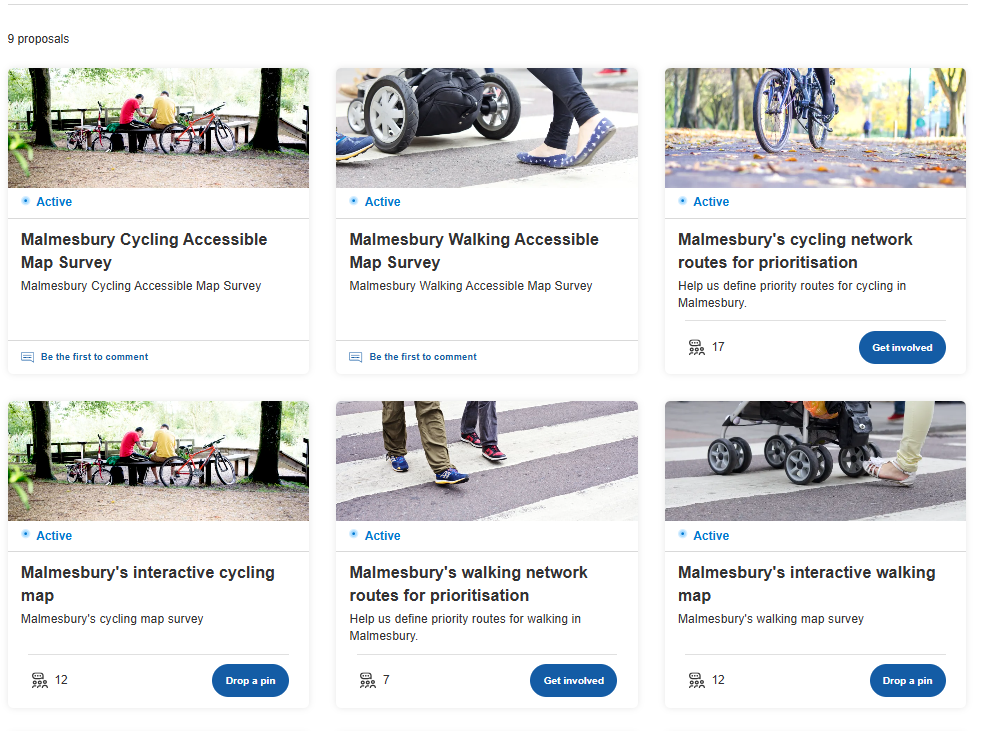 9 proposals
Active
Malmesbury Cycling Accessible
Map Survey
Malmesbury Cycling Accessible Map Survey
Be the first to comment
Active
Malmesbury Walking Accessible
Map Survey
Malmesbury Walking Accessible Map Survey
Be the first to comment
Active
Malmesbury's cycling network
routes for prioritisation
Help us define priority routes for cycling in
Malmesbury.
17
Get involved
Active
Malmesbury's interactive cycling
map
Malmesbury's cycling map survey
12
Drop a pin
Active
Malmesbury's walking network
routes for prioritisation
Help us define priority routes for walking in
Malmesbury.
7
Get involved
Active
Malmesbury's interactive walking
map
Malmesbury's walking map survey
12
Drop a pin